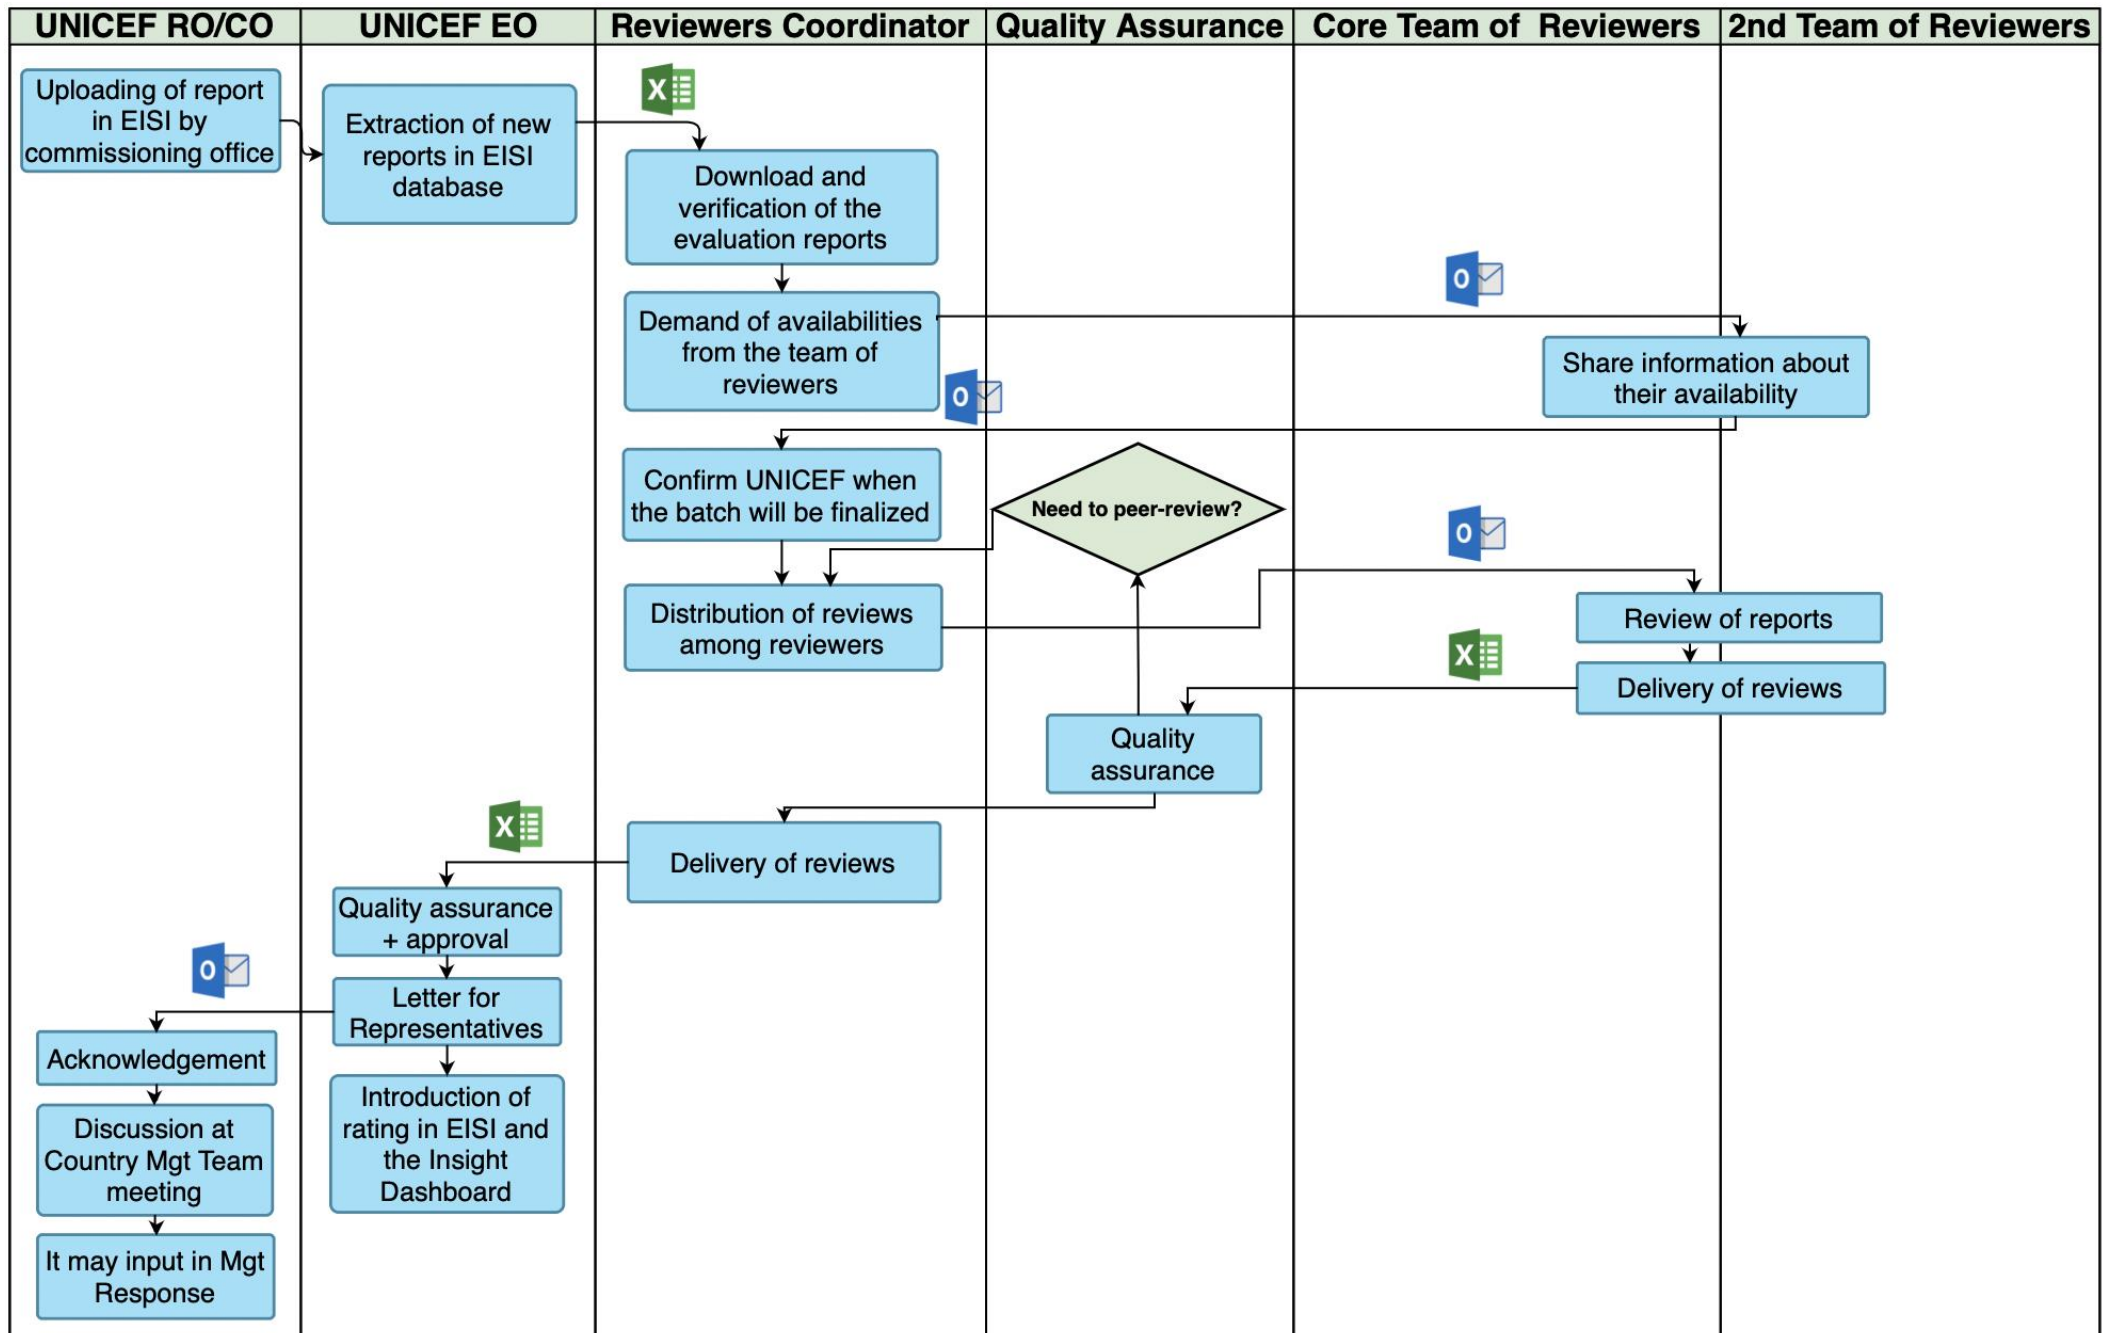 UNICEF RO/CO
UNICEF EO
Reviewers Coordinator
Quality Assurance
Core Team of Reviewers
2nd Team of Reviewers
Uploading of report
in EISI by
commissioning office
Extraction of new
reports in EISI
database
X
Download and
verification of the
evaluation reports
Demand of availabilities
from the team of
reviewers
O
Share information about
their availability
O
Confirm UNICEF when
the batch will be finalized
Need to peer-review?
Distribution of reviews
among reviewers
O
Review of reports
X
Delivery of reviews
Quality
assurance
Delivery of reviews
X
Quality assurance
+ approval
Letter for
Representatives
O
Introduction of
rating in EISI and
the Insight
Dashboard
Acknowledgement
Discussion at
Country Mgt Team
meeting
It may input in Mgt
Response